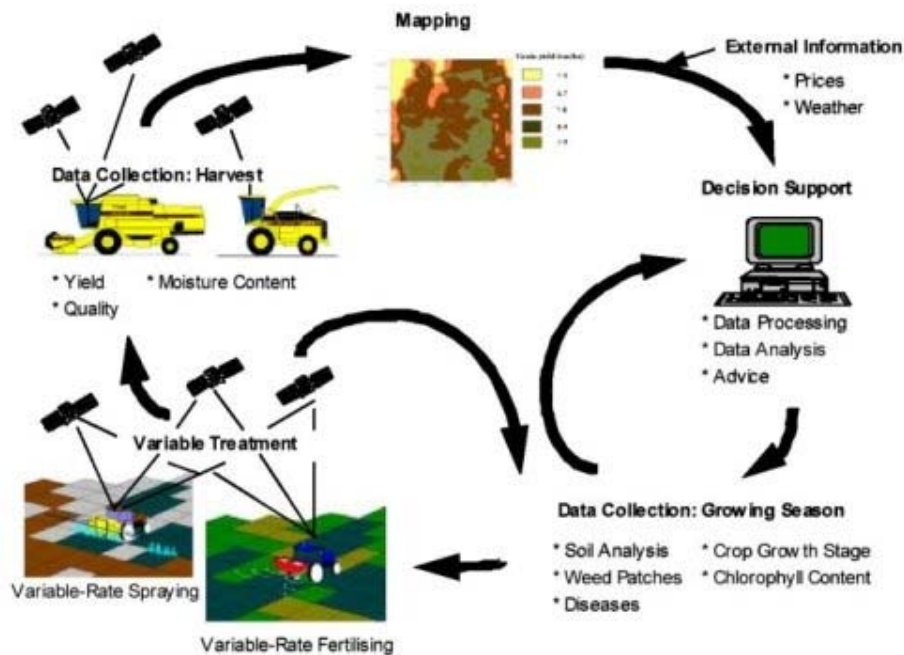 Mapping
External Information
* Prices
* Weather
Data Collection: Harvest
* Yield
* Moisture Content
* Quality
Decision Support
* Data Processing
* Data Analysis
* Advice
Variable Treatment
Variable-Rate Spraying
Variable-Rate Fertilising
Data Collection: Growing Season
* Soil Analysis
* Crop Growth Stage
* Weed Patches
* Chlorophyll Content
* Diseases